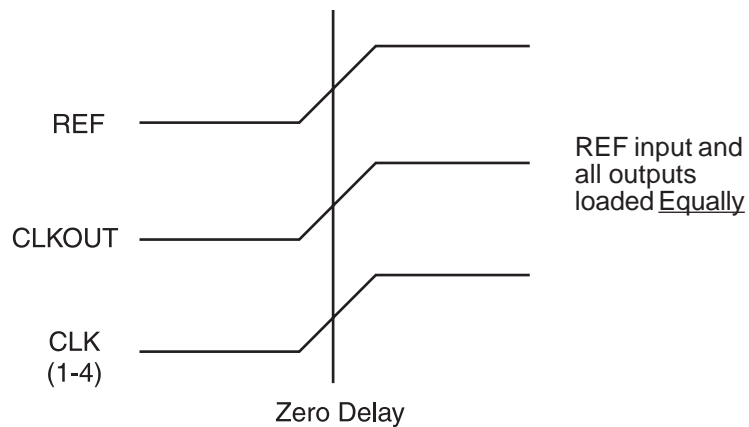 REF
REF input and
all outputs
loaded Equally
CLKOUT
CLK
(1-4)
Zero Delay